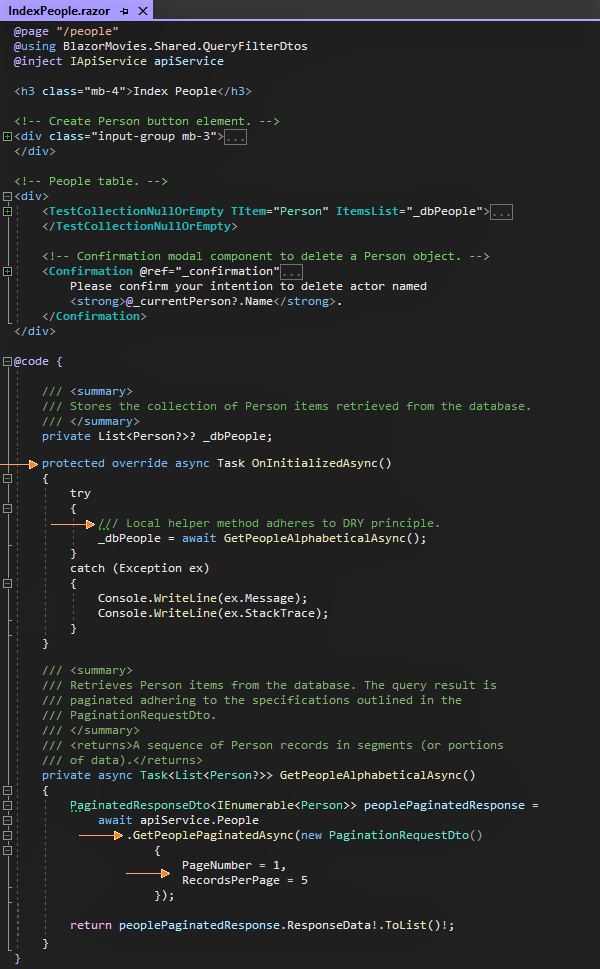 IndexPeople.razor
@page "/people"
@using BlazorMovies.Shared.QueryFilterDtos
@inject IApiService apiService
<h3 class="mb-4">Index People</h3>
<!-- Create Person button element. -->
<div class="input-group mb-3">...
</div>
<!-- People table. -->
<div>
<TestCollectionNullOrEmpty TItem="Person" ItemsList="_dbPeople">...
</TestCollectionNullOrEmpty>
<!-- Confirmation modal component to delete a Person object. -->
<Confirmation @ref="_confirmation"...
Please confirm your intention to delete actor named
<strong>@_currentPerson?.Name</strong>.
</Confirmation>
</div>
@code {
/// <summary>
/// Stores the collection of Person items retrieved from the database.
/// </summary>
private List<Person?>? _dbPeople;
protected override async Task OnInitializedAsync()
{
try
{
/// Local helper method adheres to DRY principle.
_dbPeople = await GetPeopleAlphabeticalAsync();
}
catch (Exception ex)
{
Console.WriteLine(ex.Message);
Console.WriteLine(ex.StackTrace);
}
}
/// <summary>
/// Retrieves Person items from the database. The query result is
/// paginated adhering to the specifications outlined in the
/// PaginationRequestDto.
/// </summary>
/// <returns>A sequence of Person records in segments (or portions
/// of data).</returns>
private async Task<List<Person?>> GetPeopleAlphabeticalAsync()
{
PaginatedResponseDto<IEnumerable<Person>> peoplePaginatedResponse =
await apiService.People
.GetPeoplePaginatedAsync(new PaginationRequestDto()
{
PageNumber = 1,
RecordsPerPage = 5
});
return peoplePaginatedResponse.ResponseData!.ToList()!;
}
}